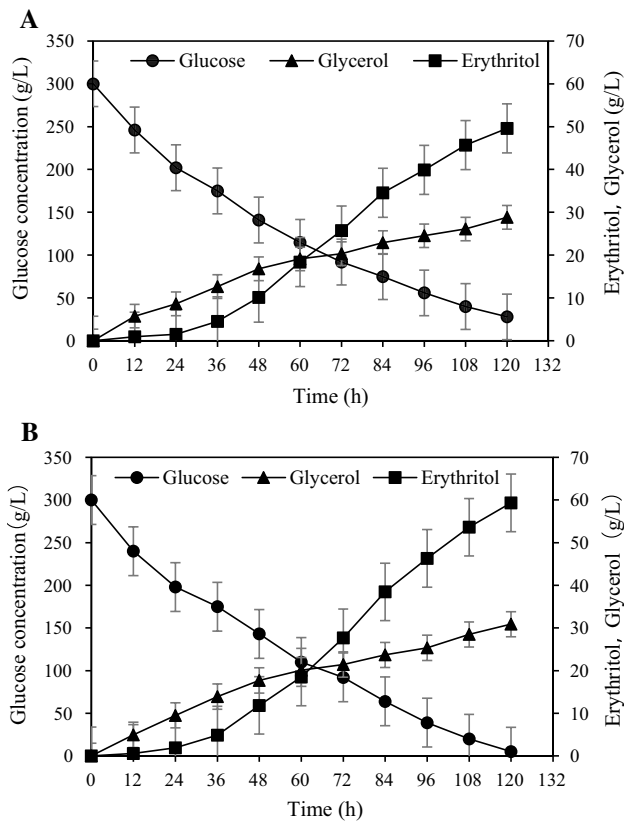 A
350 70
Glucose Glycerol Erythritol
300 60
250 50
200 40
150 30
100 20
50 10
0 0
0 12 24 36 48 60 72 84 96 108 120 132
Time (h)
Glucose concentration (g/L)
Erythritol, Glycerol (g/L)
B
350 70
Glucose Glycerol Erythritol
300 60
250 50
200 40
150 30
100 20
50 10
0 0
0 12 24 36 48 60 72 84 96 108 120 132
Time (h)
Glucose concentration (g/L)
Erythritol, Glycerol (g/L)